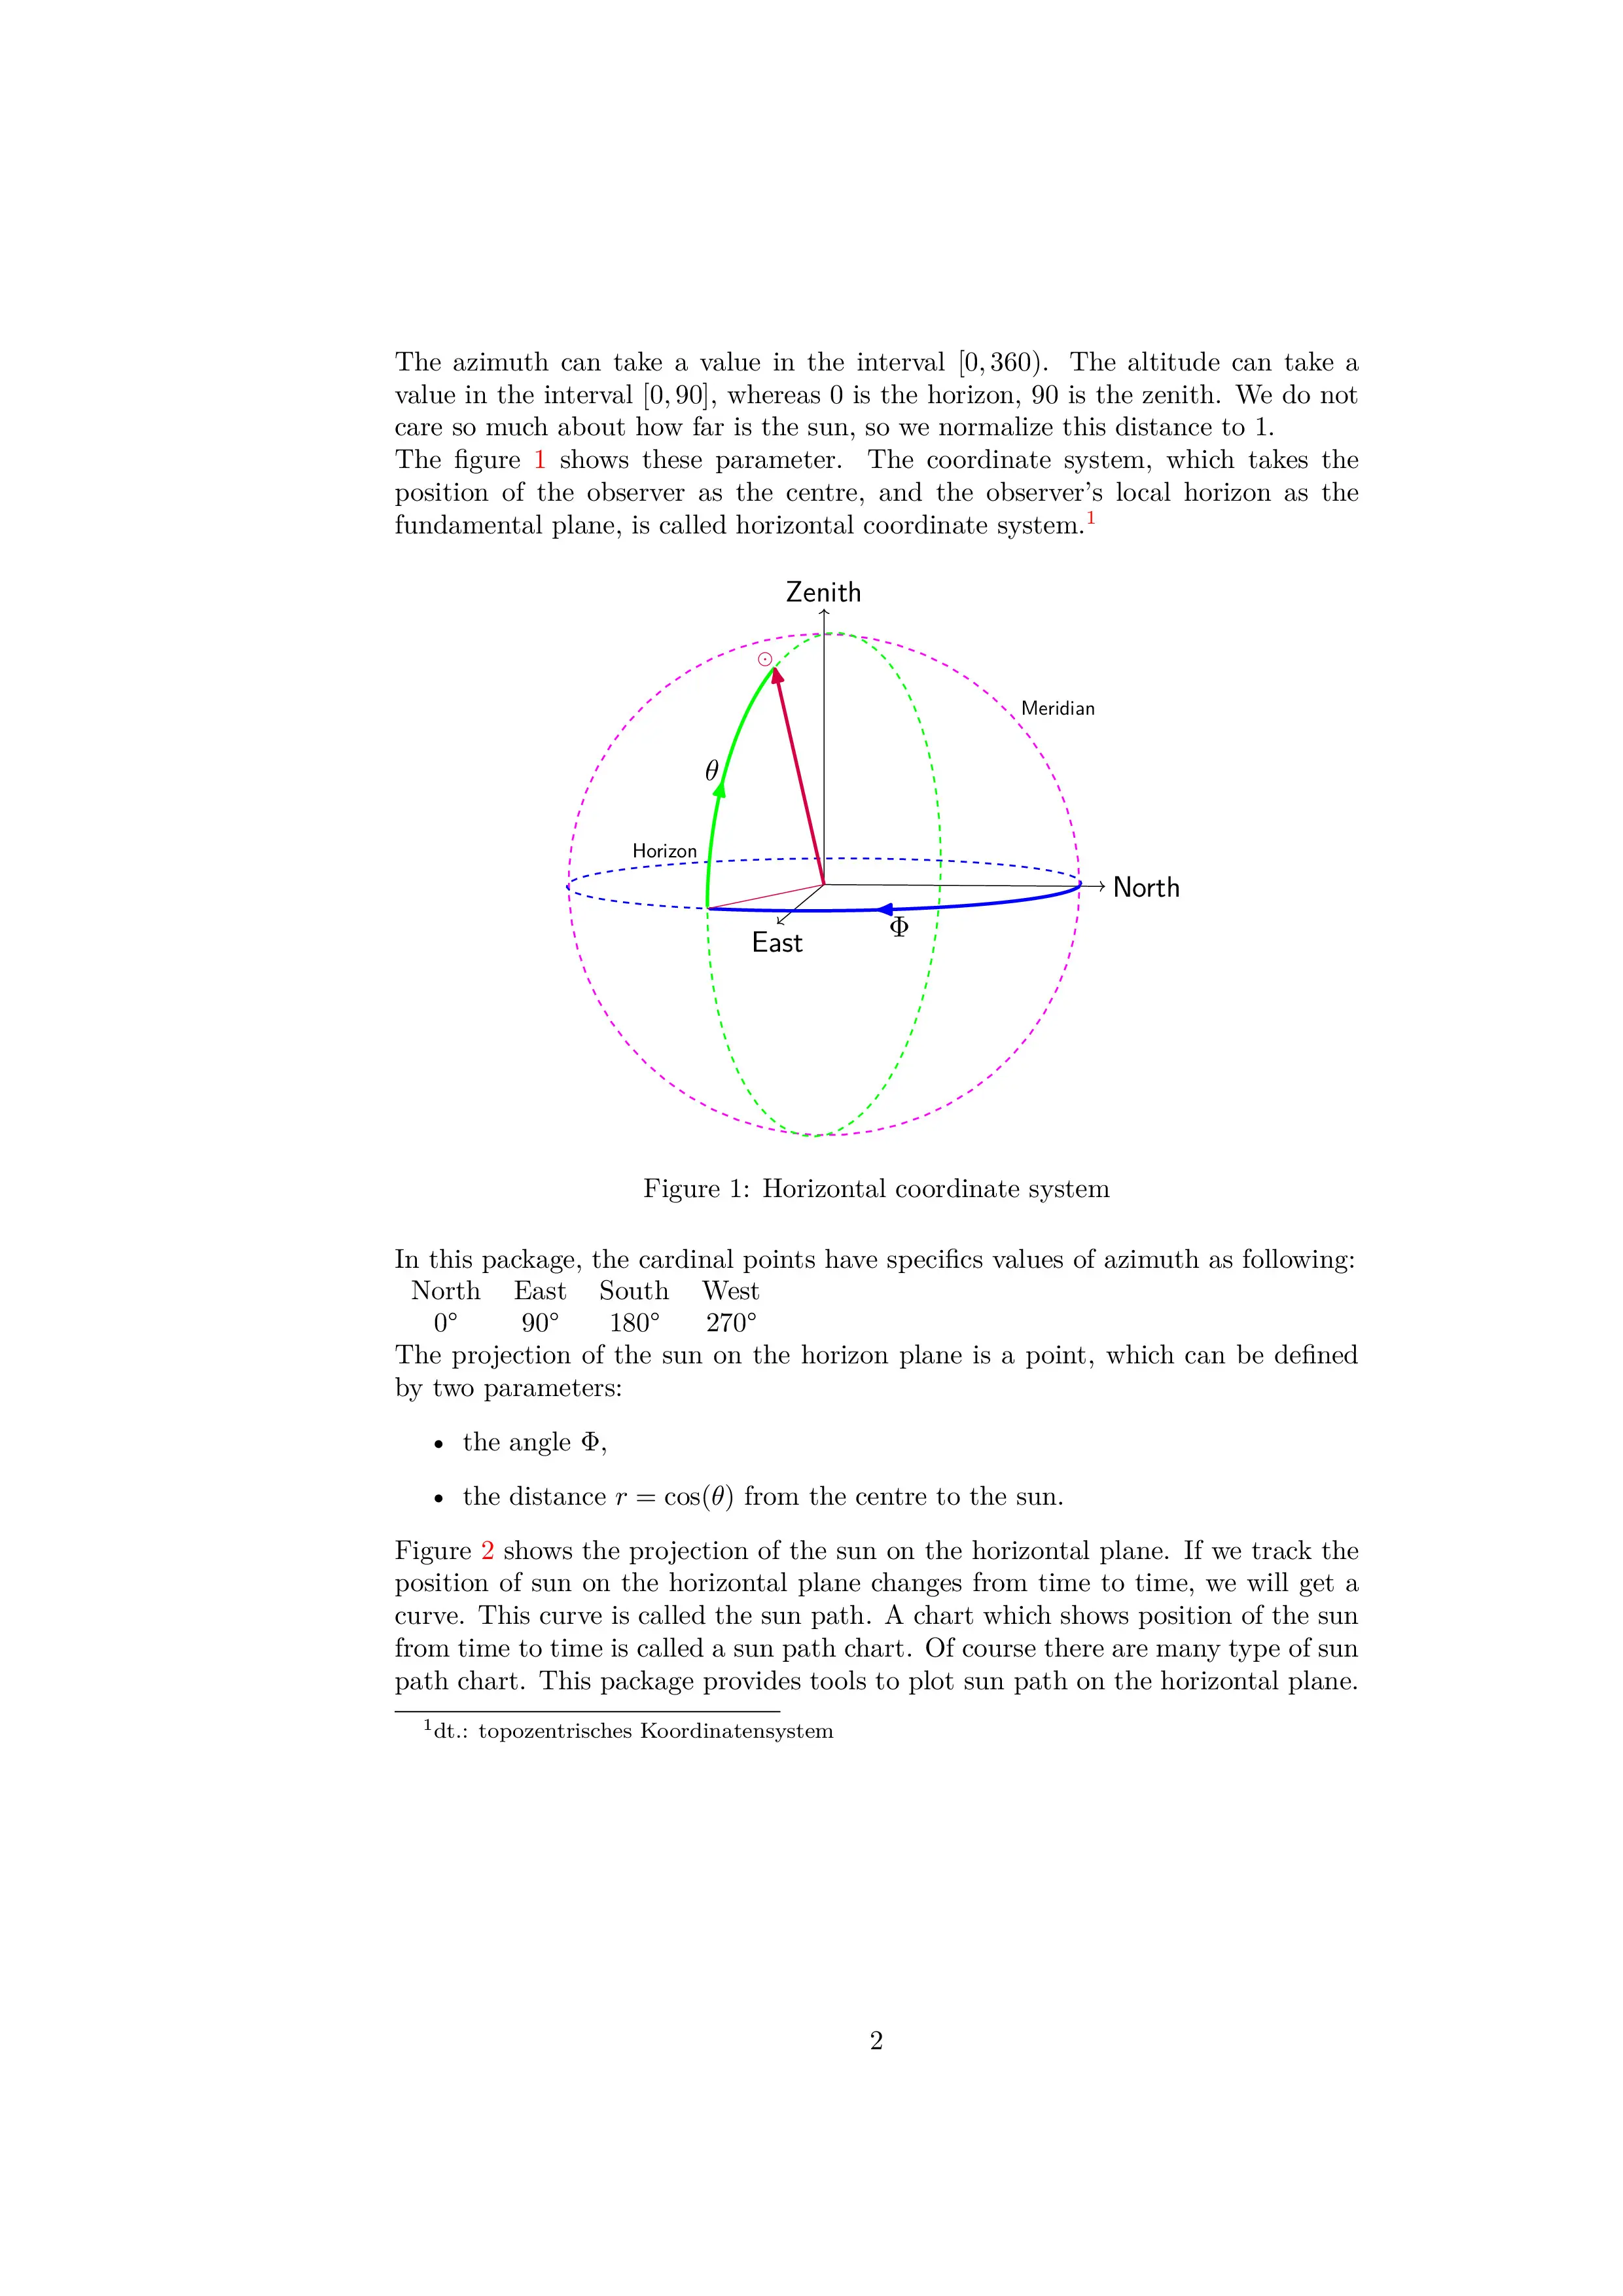 The azimuth can take a value in the interval [0, 360). The altitude can take a
value in the interval [0, 90], whereas 0 is the horizon, 90 is the zenith. We do not
care so much about how far is the sun, so we normalize this distance to 1.
The figure 1 shows these parameter. The coordinate system, which takes the
position of the observer as the centre, and the observer's local horizon as the
fundamental plane, is called horizontal coordinate system.¹
Zenith
⊙
Meridian
θ
Horizon
North
Φ
East
Figure 1: Horizontal coordinate system
In this package, the cardinal points have specifics values of azimuth as following:
North East South West
0° 90° 180° 270°
The projection of the sun on the horizon plane is a point, which can be defined
by two parameters:
• the angle Φ,
• the distance r = cos(θ) from the centre to the sun.
Figure 2 shows the projection of the sun on the horizontal plane. If we track the
position of sun on the horizontal plane changes from time to time, we will get a
curve. This curve is called the sun path. A chart which shows position of the sun
from time to time is called a sun path chart. Of course there are many type of sun
path chart. This package provides tools to plot sun path on the horizontal plane.
¹dt.: topozentrisches Koordinatensystem
2